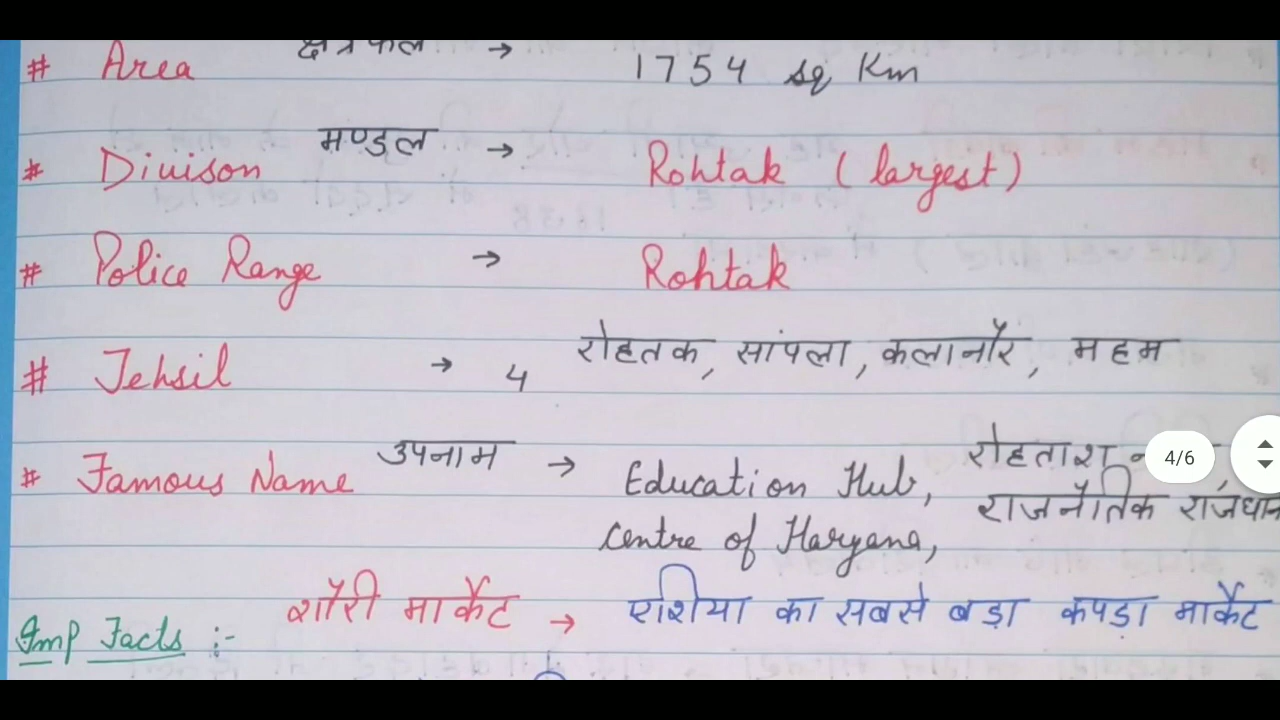 # Area क्षेत्रफल → 1754 sq Km
# Divison मण्डल → Rohtak (largest)
# Police Range → Rohtak
# Tehsil → 4 रोहतक, सांपला, कलानौर, महम
# Famous Name उपनाम → Education Hub, रोहताश
centre of Haryana, राजनैतिक
शौरी मार्केट → एशिया का सबसे बड़ा कपड़ा मार्केट
Imp Facts :-
4/6